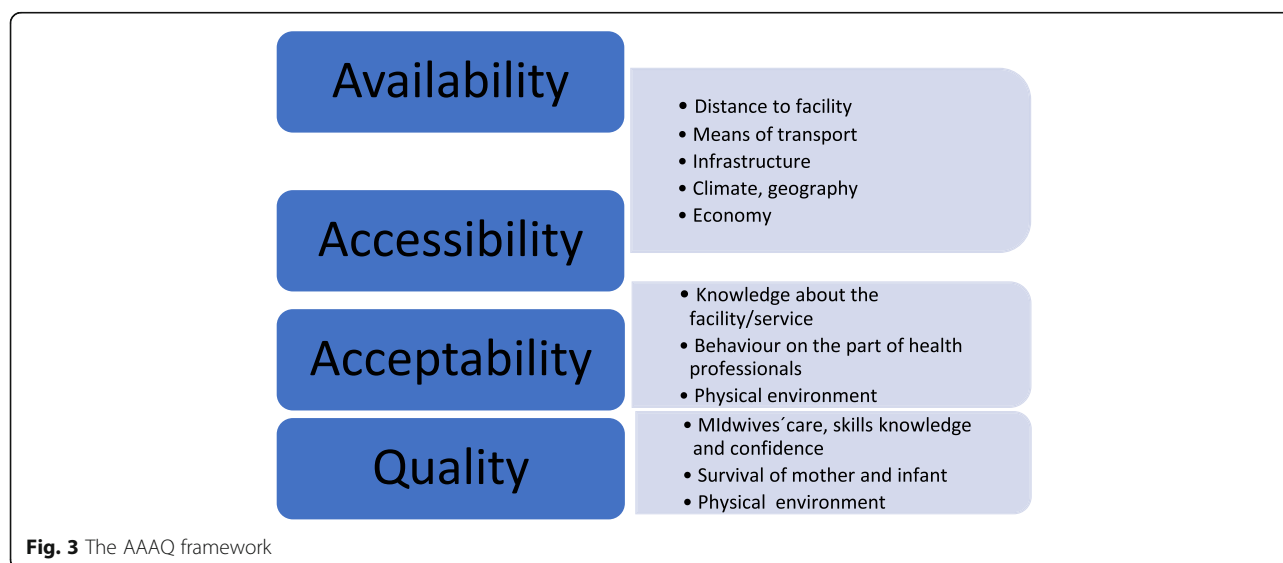 Availability
• Distance to facility
• Means of transport
• Infrastructure
• Climate, geography
• Economy
Accessibility
• Knowledge about the
facility/service
• Behaviour on the part of health
professionals
• Physical environment
Acceptability
• MIdwives´care, skills knowledge
and confidence
• Survival of mother and infant
• Physical environment
Quality
Fig. 3 The AAAQ framework